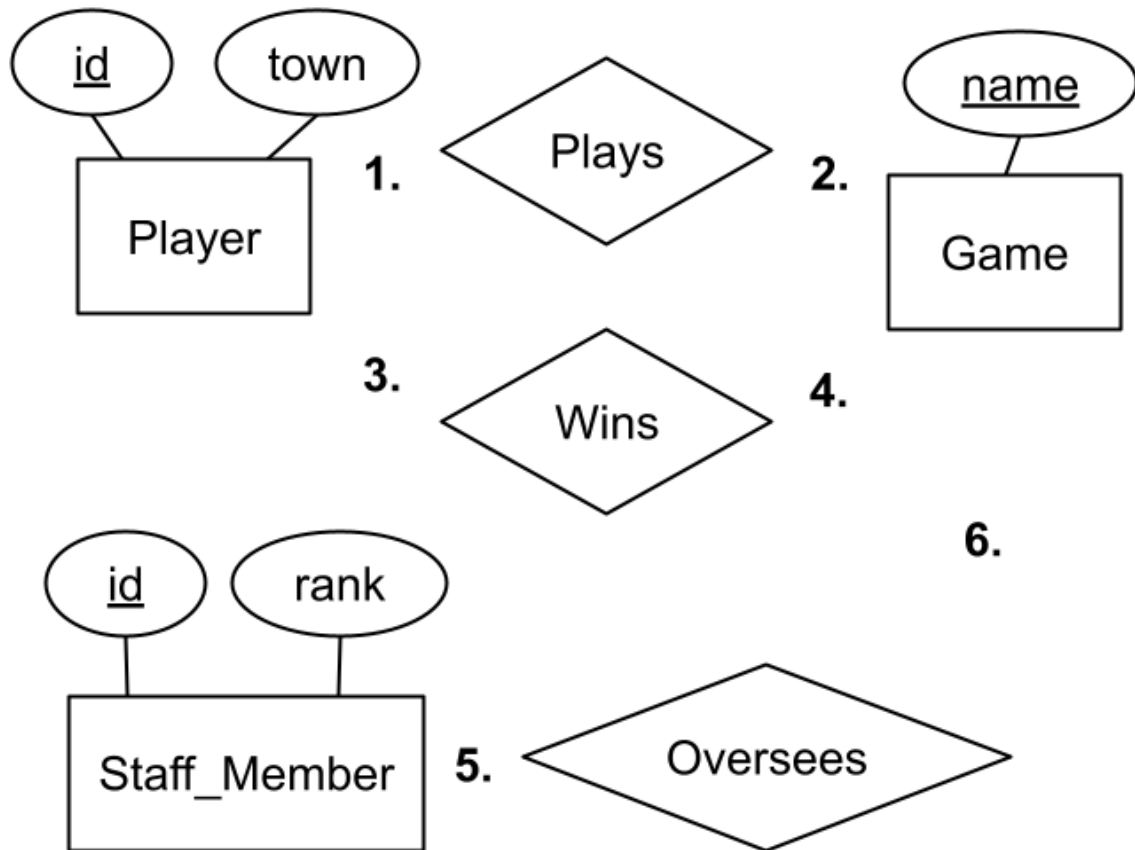 id
town
name
1.
Plays
2.
Player
Game
3.
Wins
4.
6.
id
rank
Staff_Member
5.
Oversees